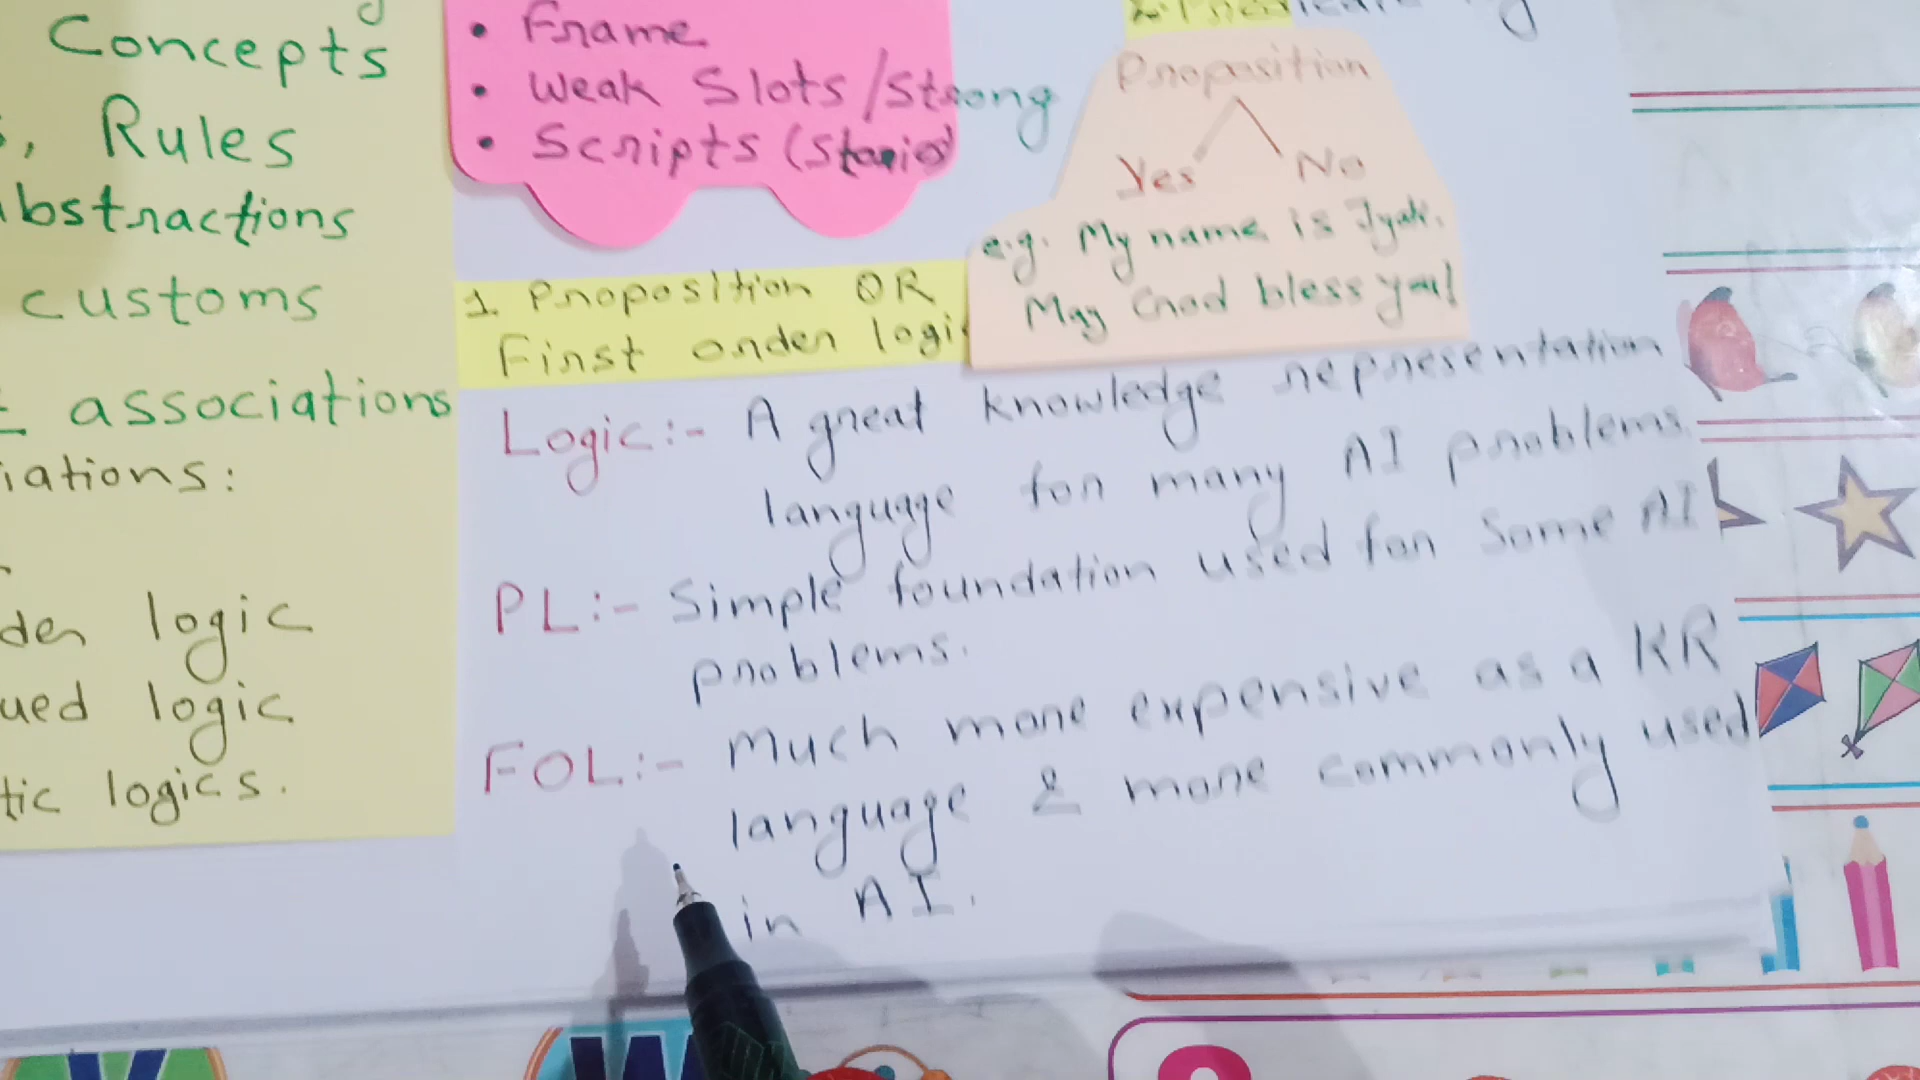 Concepts
, Rules
abstractions
customs
associations
iations:
der logic
ued logic
tic logics.
• Frame
• Weak Slots/Strong
• Scripts (Stories)
Proposition
Yes No
e.g. My name is
May God bless you!
1. Proposition OR
First order logic
Logic:- A great knowledge representation
language for many AI problems.
PL:- Simple foundation used for some AI
problems.
FOL:- Much more expensive as a KR
language & more commonly used
in AI.